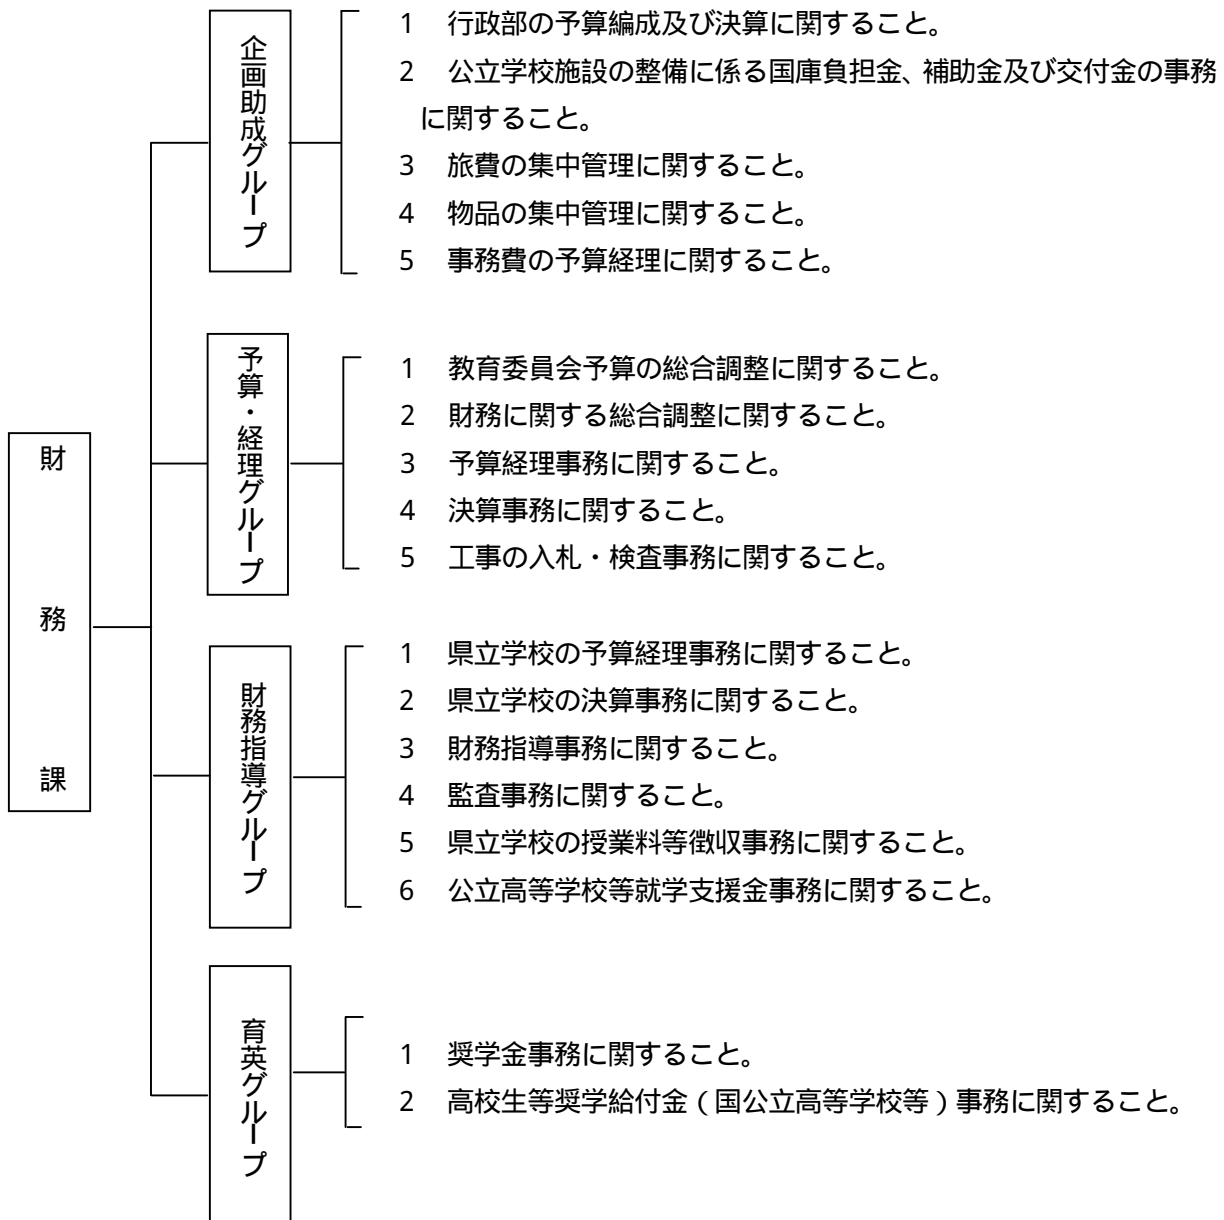 財務課
企画助成グループ
1 行政部の予算編成及び決算に関すること。
2 公立学校施設の整備に係る国庫負担金、補助金及び交付金の事務
に関すること。
3 旅費の集中管理に関すること。
4 物品の集中管理に関すること。
5 事務費の予算経理に関すること。
予算・経理グループ
1 教育委員会予算の総合調整に関すること。
2 財務に関する総合調整に関すること。
3 予算経理事務に関すること。
4 決算事務に関すること。
5 工事の入札・検査事務に関すること。
財務指導グループ
1 県立学校の予算経理事務に関すること。
2 県立学校の決算事務に関すること。
3 財務指導事務に関すること。
4 監査事務に関すること。
5 県立学校の授業料等徴収事務に関すること。
6 公立高等学校等就学支援金事務に関すること。
育英グループ
1 奨学金事務に関すること。
2 高校生等奨学給付金(国公立高等学校等)事務に関すること。